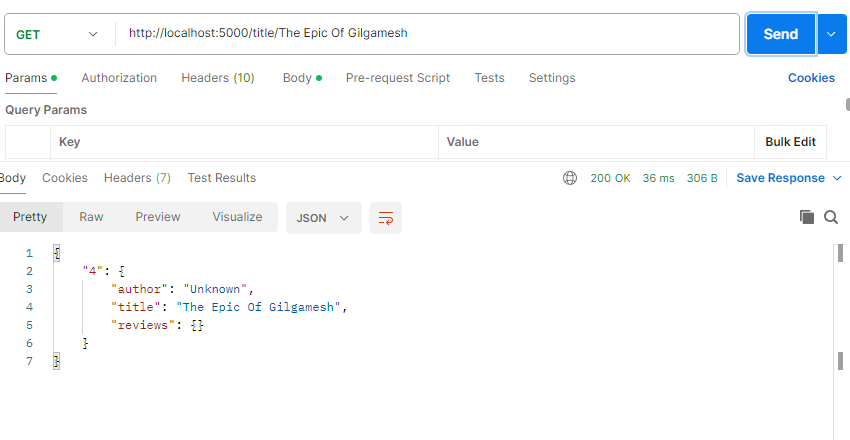 GET http://localhost:5000/title/The Epic Of Gilgamesh Send
Params Authorization Headers (10) Body Pre-request Script Tests Settings Cookies
Query Params
Key Value Bulk Edit
Body Cookies Headers (7) Test Results 200 OK 36 ms 306 B Save Response
Pretty Raw Preview Visualize JSON
1 {
2 "4": {
3 "author": "Unknown",
4 "title": "The Epic Of Gilgamesh",
5 "reviews": {}
6 }
7 }